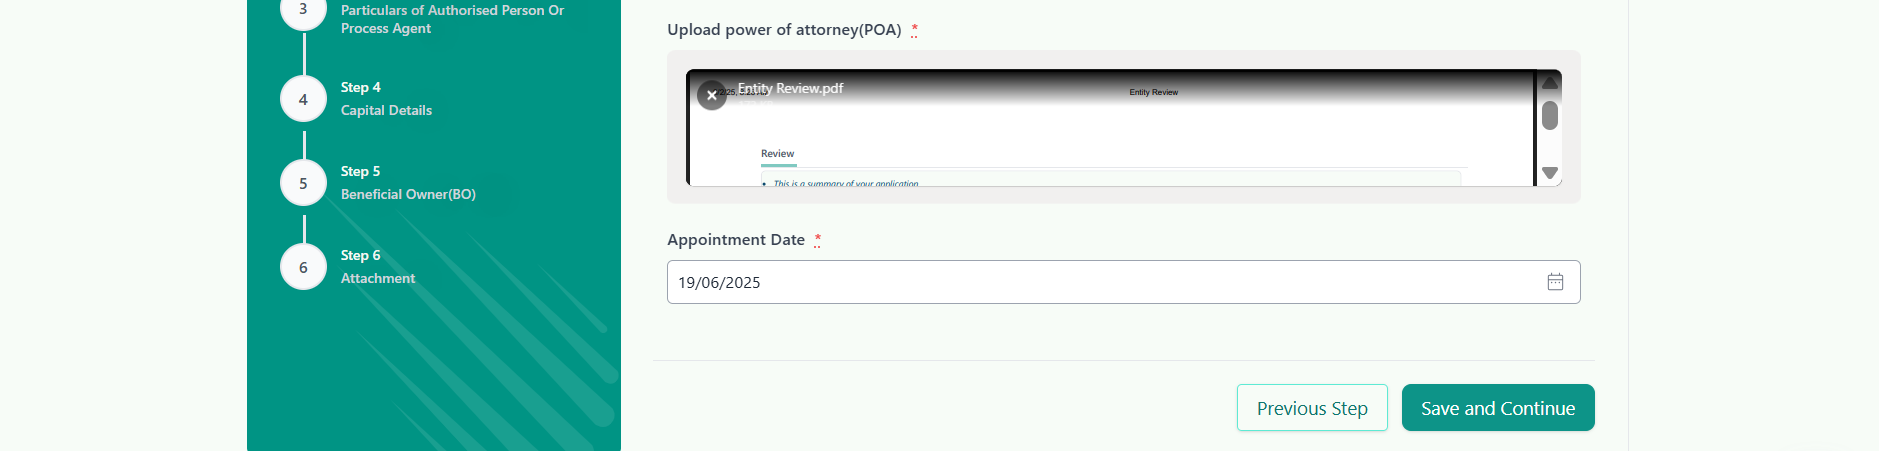 3
Particulars of Authorised Person Or
Process Agent
4
Step 4
Capital Details
5
Step 5
Beneficial Owner(BO)
6
Step 6
Attachment
Upload power of attorney(POA) *
Entity Review.pdf
Entity Review
Review
This is a summary of your application
Appointment Date *
19/06/2025
Previous Step
Save and Continue